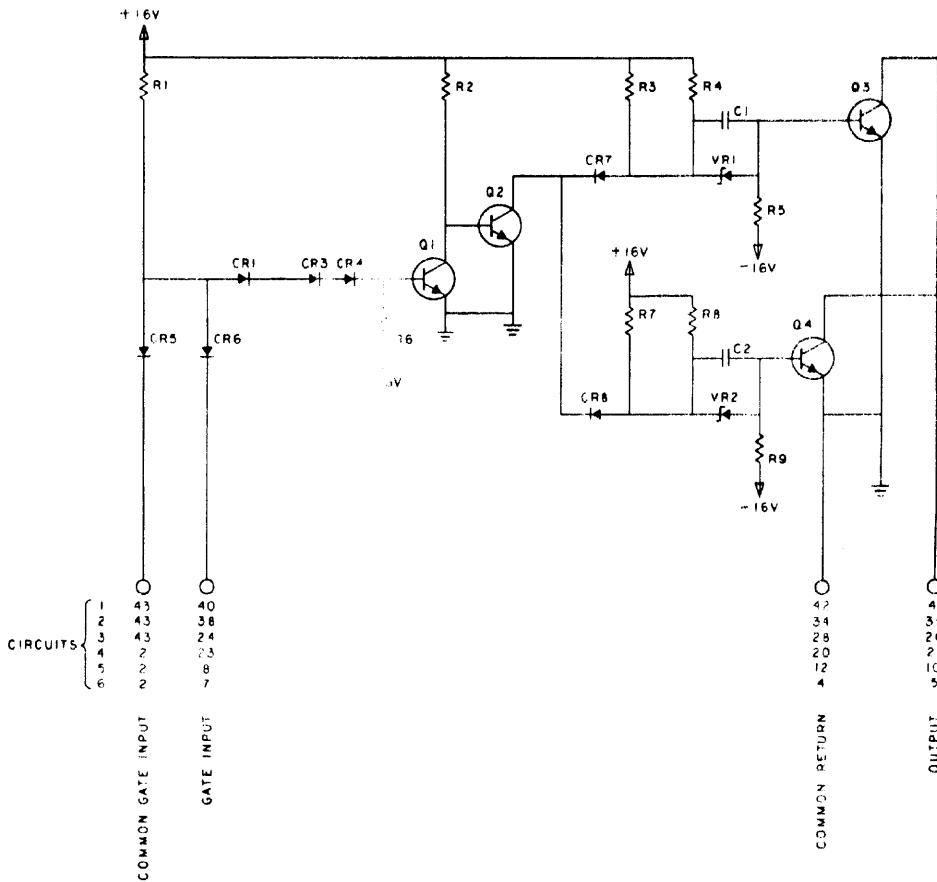 +16V
R1
R2
R3
R4
C1
Q3
CR7
VR1
Q2
R5
-16V
Q1
CR1
CR3
CR4
+16V
R7
R8
Q4
CR5
CR6
C2
CR8
VR2
R9
-16V
CIRCUITS
1 43 40 42
2 43 38 34
3 43 24 28
4 2 23 20
5 2 8 12
6 2 7 4
COMMON GATE INPUT
GATE INPUT
COMMON RETURN
OUTPUT